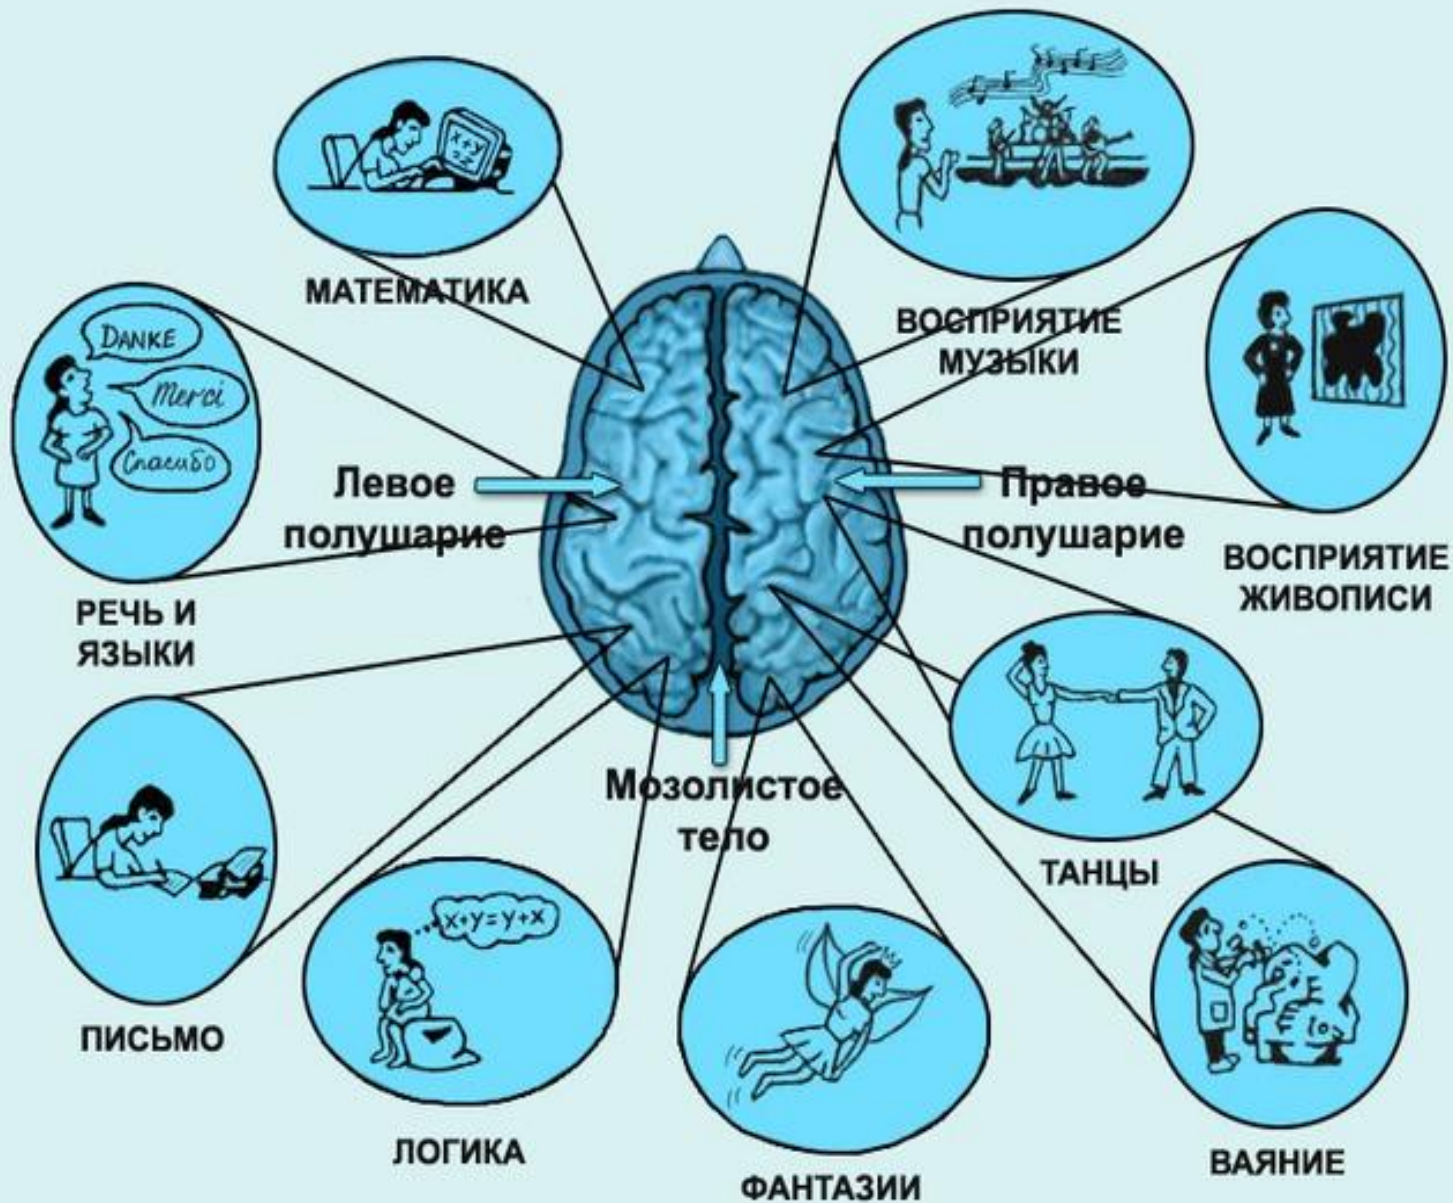 x+y
=z
МАТЕМАТИКА
ВОСПРИЯТИЕ
МУЗЫКИ
DANKE
Merci
Спасибо
РЕЧЬ И
ЯЗЫКИ
Левое
полушарие
Правое
полушарие
ВОСПРИЯТИЕ
ЖИВОПИСИ
Мозолистое
тело
ТАНЦЫ
ПИСЬМО
x+y=y+x
ЛОГИКА
ФАНТАЗИИ
ВАЯНИЕ